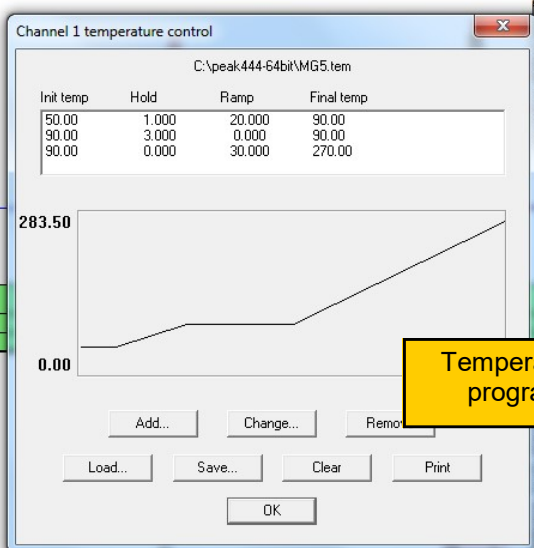 Channel 1 temperature control
C:\peak444-64bit\MG5.tem
Init temp Hold Ramp Final temp
50.00 1.000 20.000 90.00
90.00 3.000 0.000 90.00
90.00 0.000 30.000 270.00
283.50
0.00
Add... Change...
Load... Save... Clear Print
OK